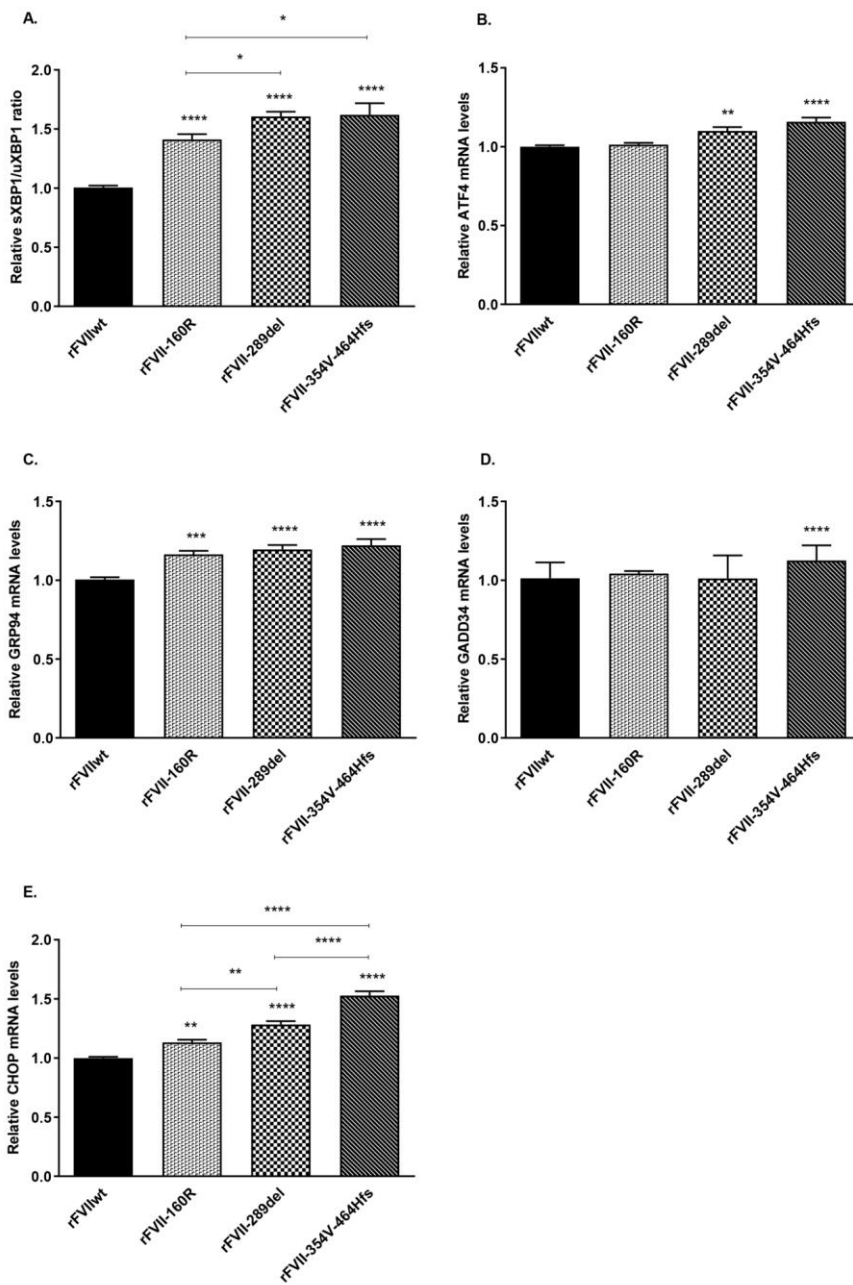 A.
*
*
****
****
****
2.0
1.5
1.0
0.5
0.0
Relative sXBP1/uXBP1 ratio
rFVIIwt
rFVII-160R
rFVII-289del
rFVII-354V-464Hfs
B.
**
****
1.5
1.0
0.5
0.0
Relative ATF4 mRNA levels
rFVIIwt
rFVII-160R
rFVII-289del
rFVII-354V-464Hfs
C.
***
****
****
1.5
1.0
0.5
0.0
Relative GRP94 mRNA levels
rFVIIwt
rFVII-160R
rFVII-289del
rFVII-354V-464Hfs
D.
****
1.5
1.0
0.5
0.0
Relative GADD34 mRNA levels
rFVIIwt
rFVII-160R
rFVII-289del
rFVII-354V-464Hfs
E.
****
****
**
**
****
****
2.0
1.5
1.0
0.5
0.0
Relative CHOP mRNA levels
rFVIIwt
rFVII-160R
rFVII-289del
rFVII-354V-464Hfs